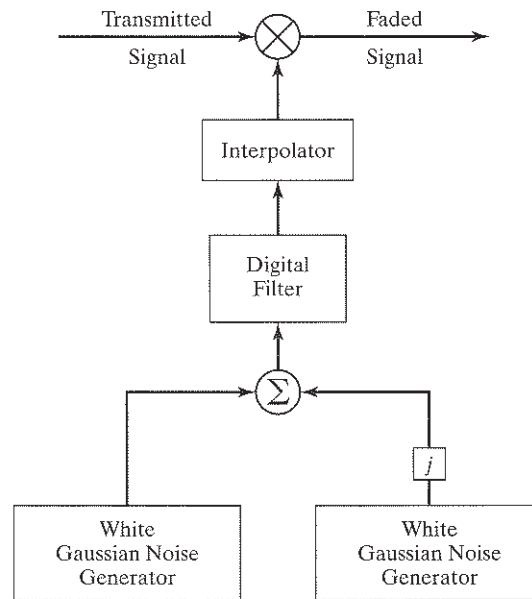 Transmitted
Signal
Faded
Signal
Interpolator
Digital
Filter
Σ
j
White
Gaussian Noise
Generator
White
Gaussian Noise
Generator